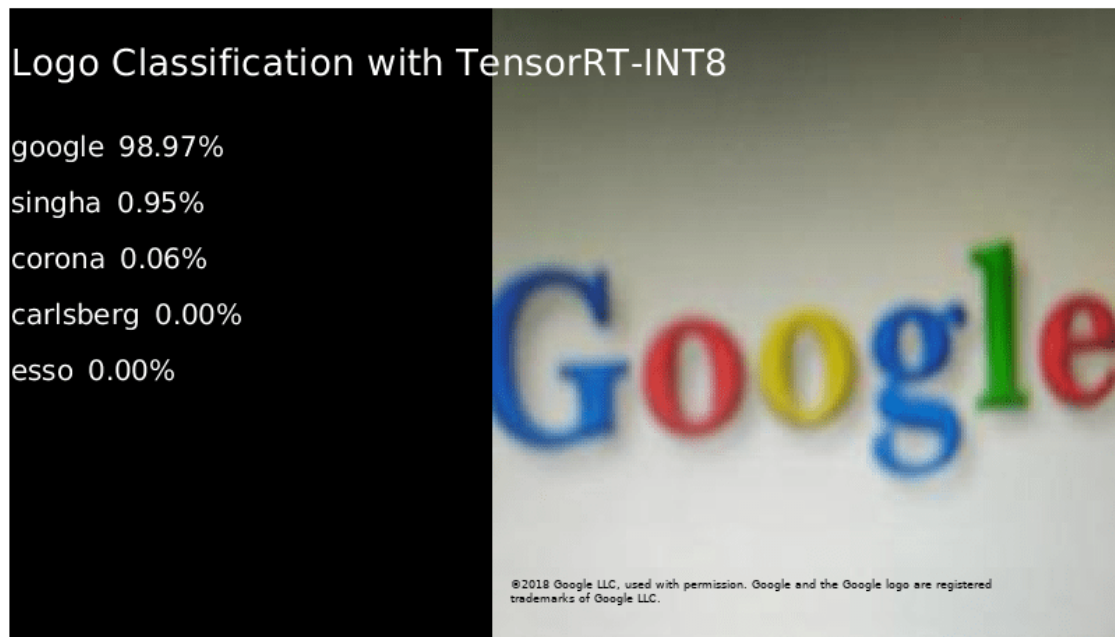 Logo Classification with TensorRT-INT8
google 98.97%
singha 0.95%
corona 0.06%
carlsberg 0.00%
esso 0.00%
Google
©2018 Google LLC, used with permission. Google and the Google logo are registered
trademarks of Google LLC.